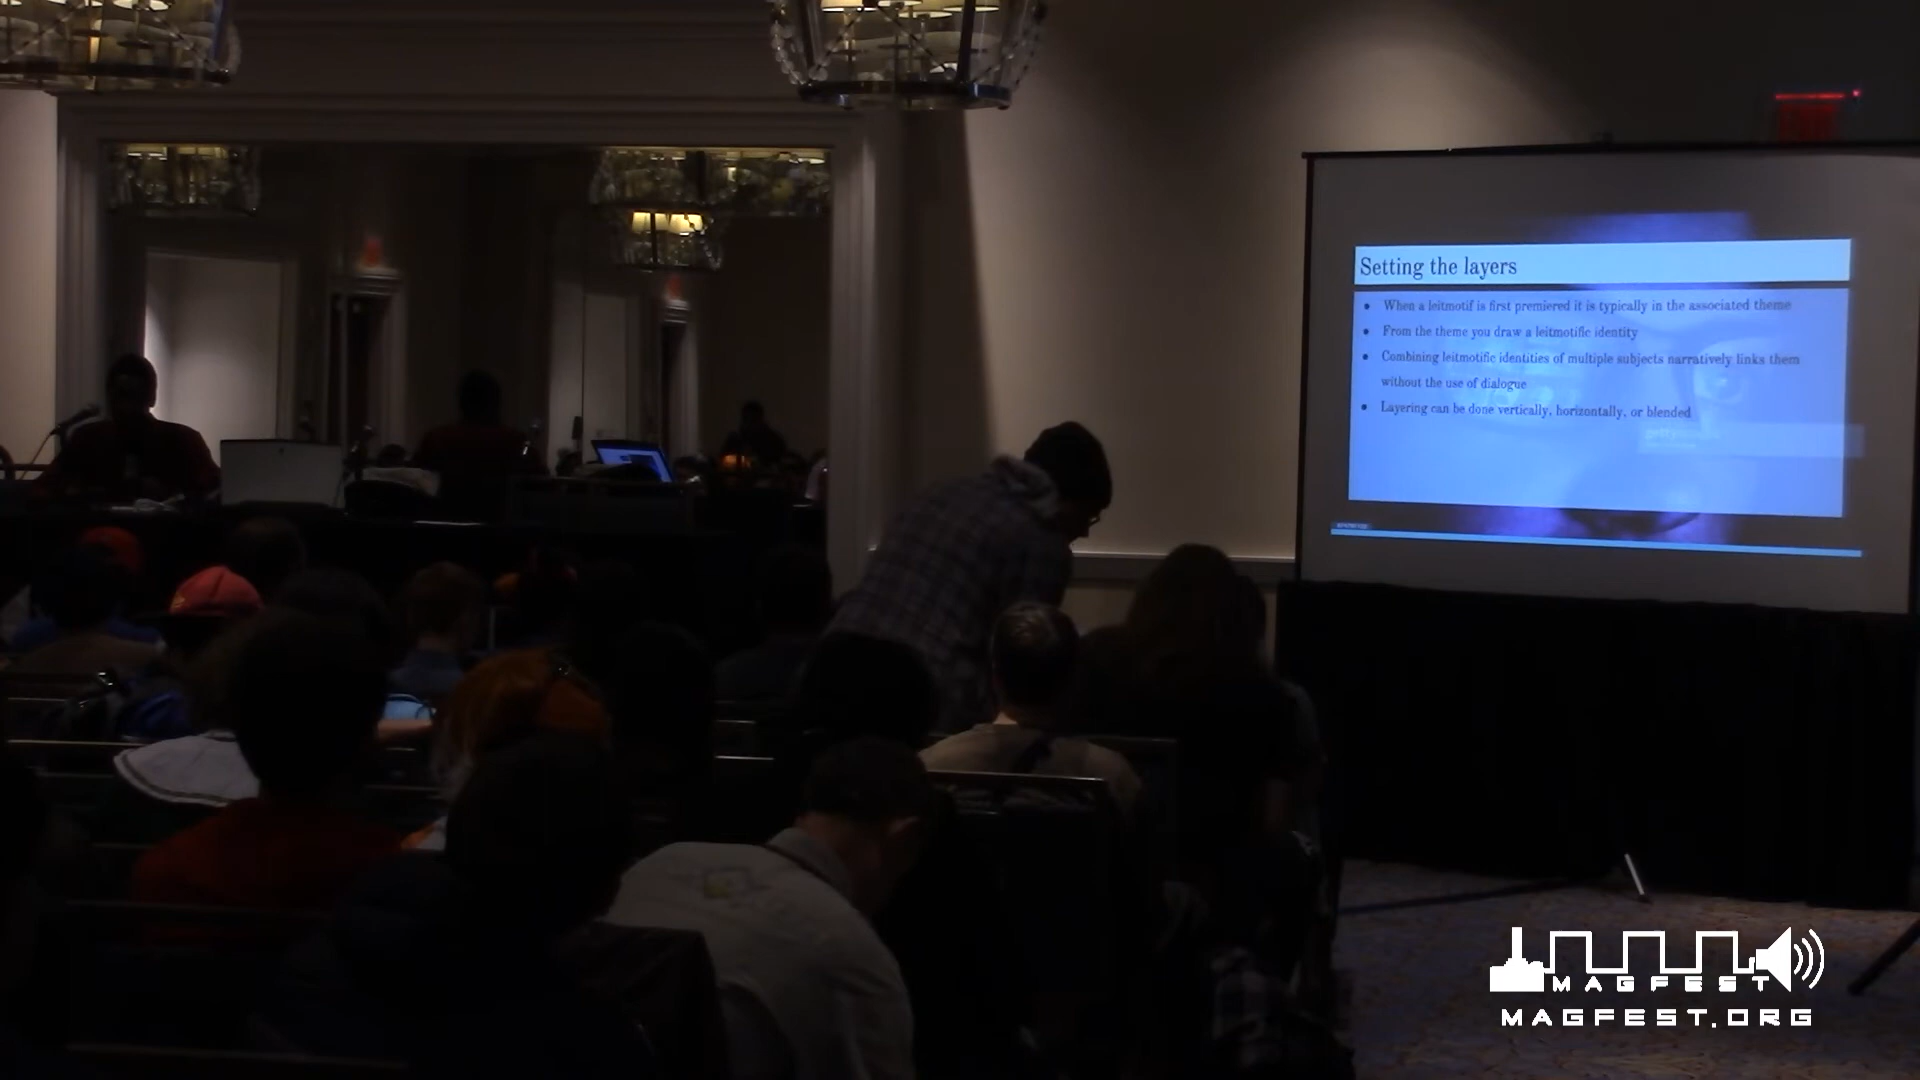 Setting the layers
• When a leitmotif is first premiered it is typically in the associated theme
• From the theme you draw a leitmotific identity
• Combining leitmotific identities of multiple subjects narratively links them
without the use of dialogue
• Layering can be done vertically, horizontally, or blended
MAGFEST
MAGFEST.ORG